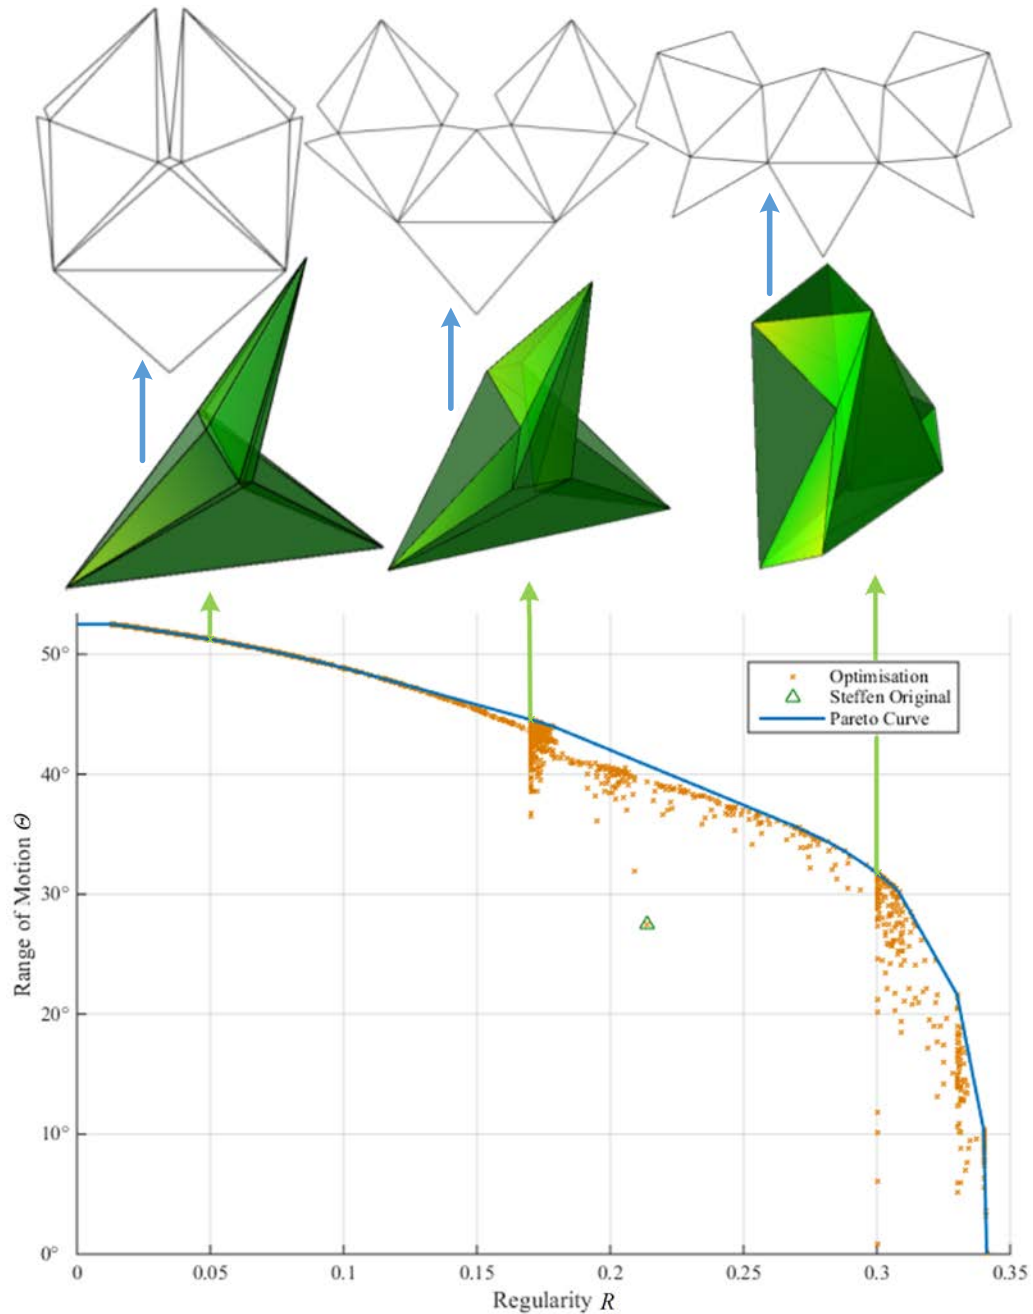 Optimisation
Steffen Original
Pareto Curve
Range of Motion Θ
50°
40°
30°
20°
10°
0°
0 0.05 0.1 0.15 0.2 0.25 0.3 0.35
Regularity R